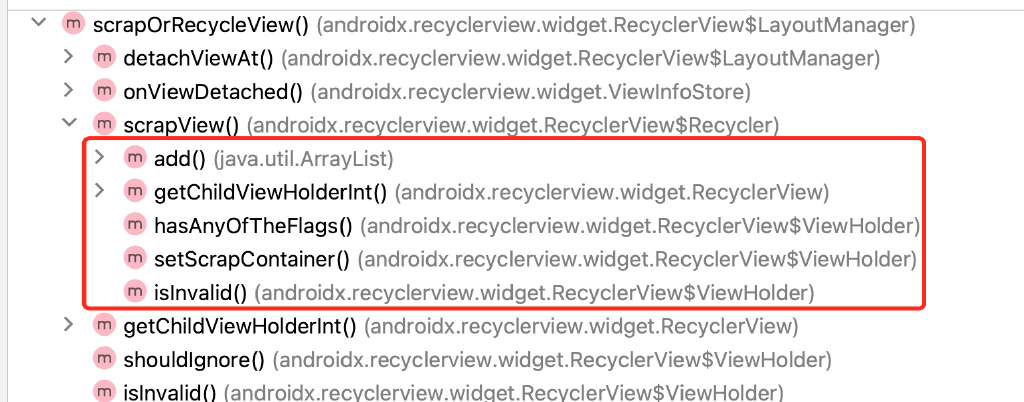 m scrapOrRecycleView() (androidx.recyclerview.widget.RecyclerView$LayoutManager)
m detachViewAt() (androidx.recyclerview.widget.RecyclerView$LayoutManager)
m onViewDetached() (androidx.recyclerview.widget.ViewInfoStore)
m scrapView() (androidx.recyclerview.widget.RecyclerView$Recycler)
m add() (java.util.ArrayList)
m getChildViewHolderInt() (androidx.recyclerview.widget.RecyclerView)
m hasAnyOfTheFlags() (androidx.recyclerview.widget.RecyclerView$ViewHolder)
m setScrapContainer() (androidx.recyclerview.widget.RecyclerView$ViewHolder)
m isInvalid() (androidx.recyclerview.widget.RecyclerView$ViewHolder)
m getChildViewHolderInt() (androidx.recyclerview.widget.RecyclerView)
m shouldIgnore() (androidx.recyclerview.widget.RecyclerView$ViewHolder)
m isInvalid() (androidx.recyclerview.widget.RecyclerView$ViewHolder)